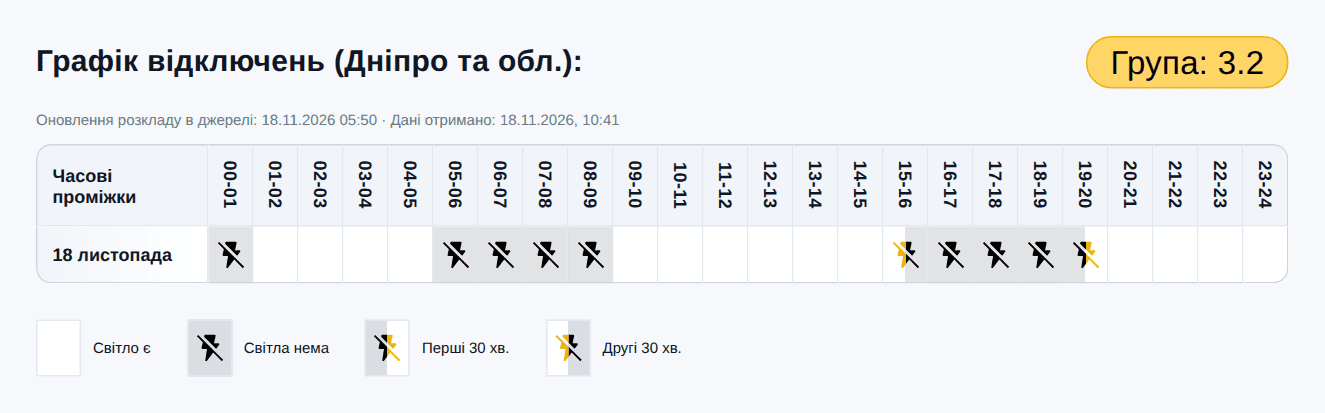 Графік відключень (Дніпро та обл.):
Група: 3.2
Оновлення розкладу в джерелі: 18.11.2026 05:50 · Дані отримано: 18.11.2026, 10:41
Часові
проміжки
00-01
01-02
02-03
03-04
04-05
05-06
06-07
07-08
08-09
09-10
10-11
11-12
12-13
13-14
14-15
15-16
16-17
17-18
18-19
19-20
20-21
21-22
22-23
23-24
18 листопада
Світло є
Світла нема
Перші 30 хв.
Другі 30 хв.